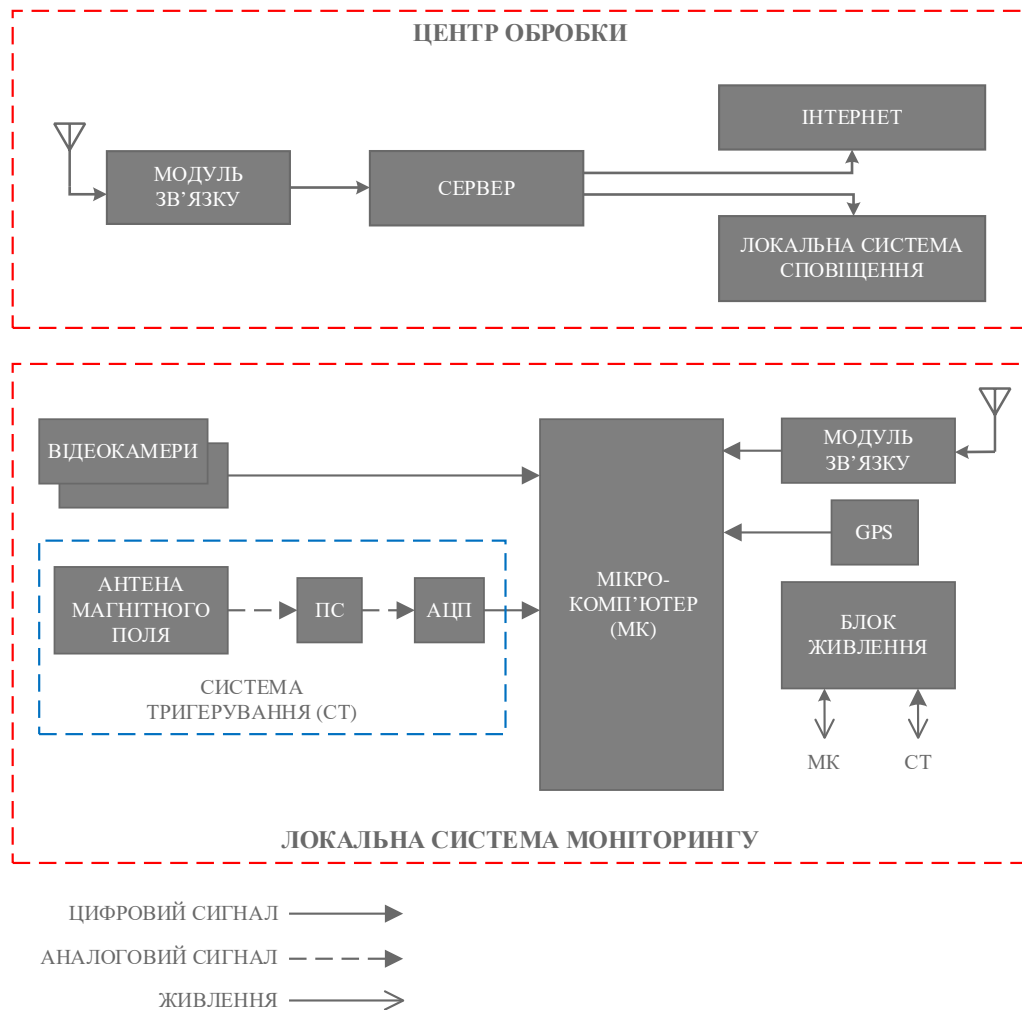 ЦЕНТР ОБРОБКИ
ІНТЕРНЕТ
МОДУЛЬ
ЗВ’ЯЗКУ
СЕРВЕР
ЛОКАЛЬНА СИСТЕМА
СПОВІЩЕННЯ
ВІДЕОКАМЕРИ
МОДУЛЬ
ЗВ’ЯЗКУ
GPS
АНТЕНА
МАГНІТНОГО
ПОЛЯ
ПС
АЦП
МІКРО-
КОМП’ЮТЕР
(МК)
БЛОК
ЖИВЛЕННЯ
СИСТЕМА
ТРИГЕРУВАННЯ (СТ)
МК
СТ
ЛОКАЛЬНА СИСТЕМА МОНІТОРИНГУ
ЦИФРОВИЙ СИГНАЛ
АНАЛОГОВИЙ СИГНАЛ
ЖИВЛЕННЯ